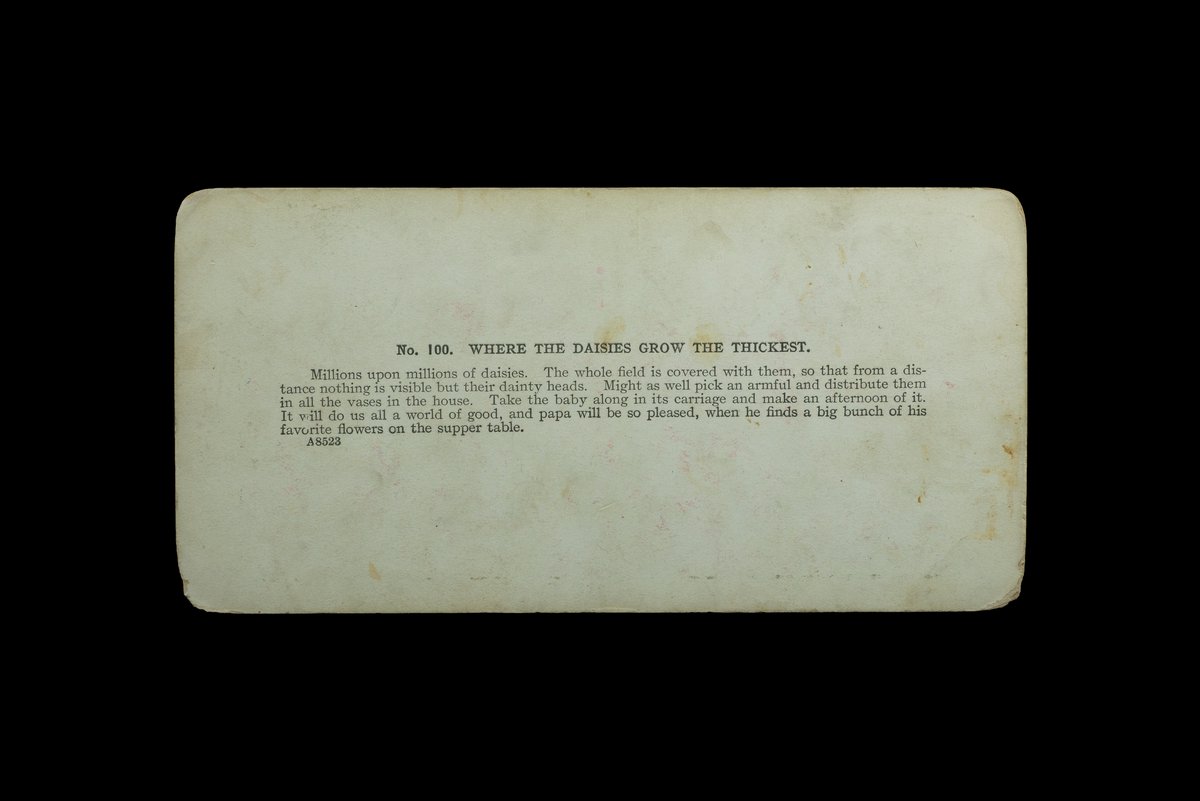 No. 100. WHERE THE DAISIES GROW THE THICKEST.
Millions upon millions of daisies. The whole field is covered with them, so that from a dis-
tance nothing is visible but their dainty heads. Might as well pick an armful and distribute them
in all the vases in the house. Take the baby along in its carriage and make an afternoon of it.
It will do us all a world of good, and papa will be so pleased, when he finds a big bunch of his
favorite flowers on the supper table.
A8523